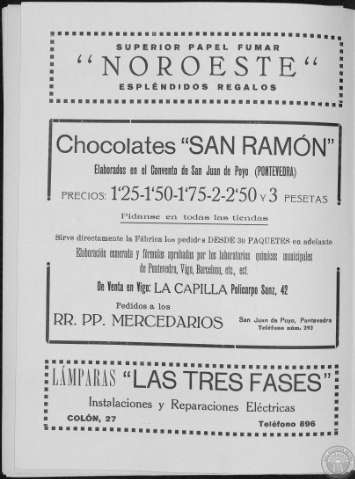 SUPERIOR PAPEL FUMAR
"NOROESTE"
ESPLÉNDIDOS REGALOS
Chocolates "SAN RAMÓN"
Elaborados en el Convento de San Juan de Poyo (PONTEVEDRA)
PRECIOS: 1'25-1'50-1'75-2-2'50 Y 3 PESETAS
Pídanse en todas las tiendas
Sirve directamente la Fábrica los pedidos DESDE 30 PAQUETES en adelante
Elaboración esmerada y fórmulas aprobadas por los laboratorios químicos municipales
de Pontevedra, Vigo, Barcelona, etc., est.
De Venta en Vigo: LA CAPILLA Policarpo Sanz, 42
Pedidos a los
RR. PP. MERCEDARIOS
San Juan de Poyo, Pontevedra
Teléfono núm. 393
LÁMPARAS "LAS TRES FASES"
Instalaciones y Reparaciones Eléctricas
COLÓN, 27 Teléfono 896